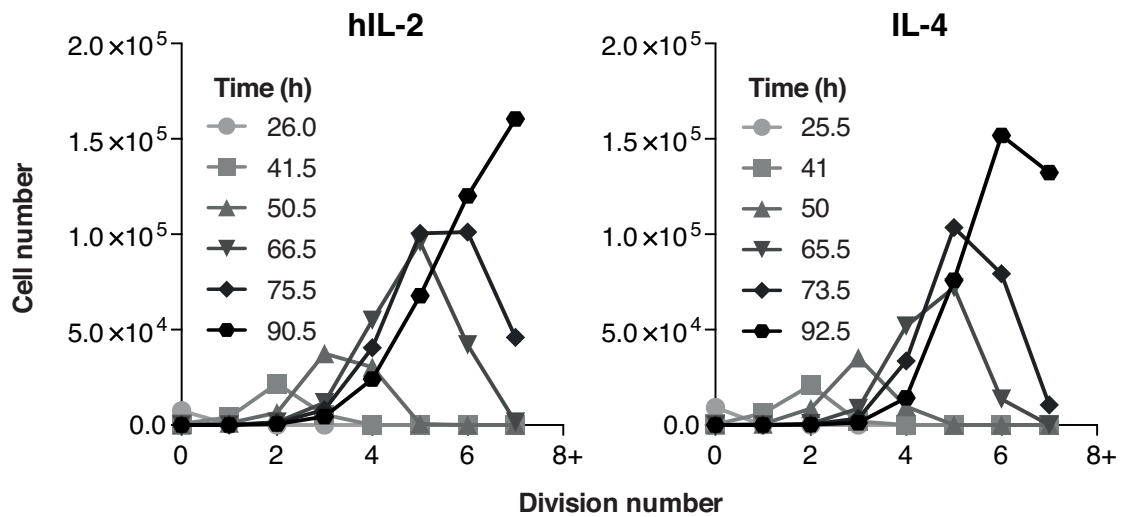 hIL-2
IL-4
Cell number
2.0×10⁵
1.5×10⁵
1.0×10⁵
5.0×10⁴
0.0
Time (h)
26.0
41.5
50.5
66.5
75.5
90.5
0 2 4 6 8+
2.0×10⁵
1.5×10⁵
1.0×10⁵
5.0×10⁴
0.0
Time (h)
25.5
41
50
65.5
73.5
92.5
0 2 4 6 8+
Division number